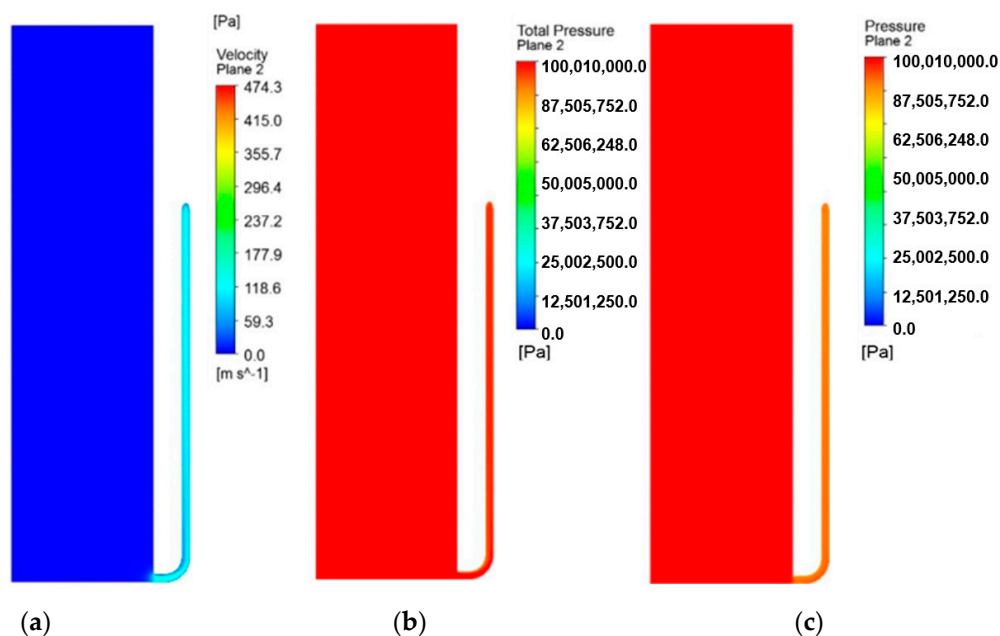 [Pa]
Velocity
Plane 2
474.3
415.0
355.7
296.4
237.2
177.9
118.6
59.3
0.0
[m s^-1]
(a)
Total Pressure
Plane 2
100,010,000.0
87,505,752.0
62,506,248.0
50,005,000.0
37,503,752.0
25,002,500.0
12,501,250.0
0.0
[Pa]
(b)
Pressure
Plane 2
100,010,000.0
87,505,752.0
62,506,248.0
50,005,000.0
37,503,752.0
25,002,500.0
12,501,250.0
0.0
[Pa]
(c)